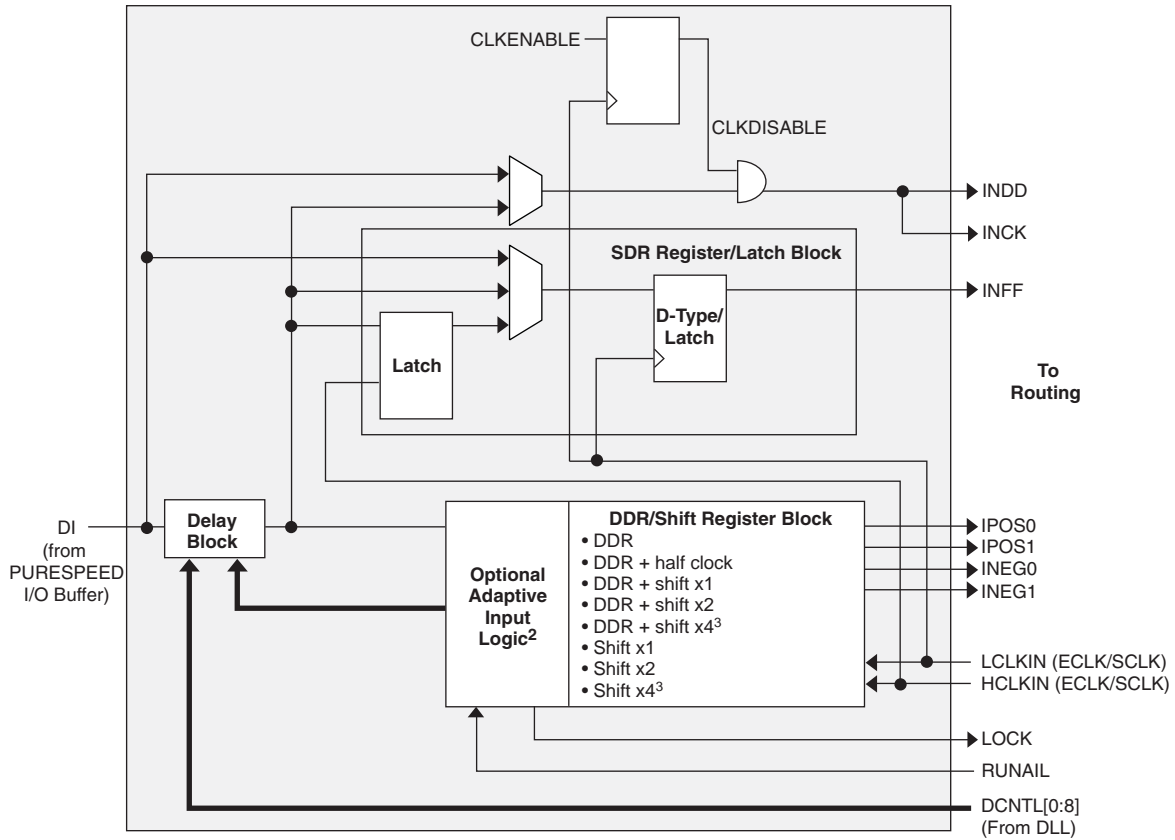 CLKENABLE
CLKDISABLE
INDD
INCK
SDR Register/Latch Block
INFF
D-Type/
Latch
Latch
To
Routing
DI
(from
PURESPEED
I/O Buffer)
Delay
Block
Optional
Adaptive
Input
Logic²
DDR/Shift Register Block
• DDR
• DDR + half clock
• DDR + shift x1
• DDR + shift x2
• DDR + shift x4³
• Shift x1
• Shift x2
• Shift x4³
IPOS0
IPOS1
INEG0
INEG1
LCLKIN (ECLK/SCLK)
HCLKIN (ECLK/SCLK)
LOCK
RUNAIL
DCNTL[0:8]
(From DLL)